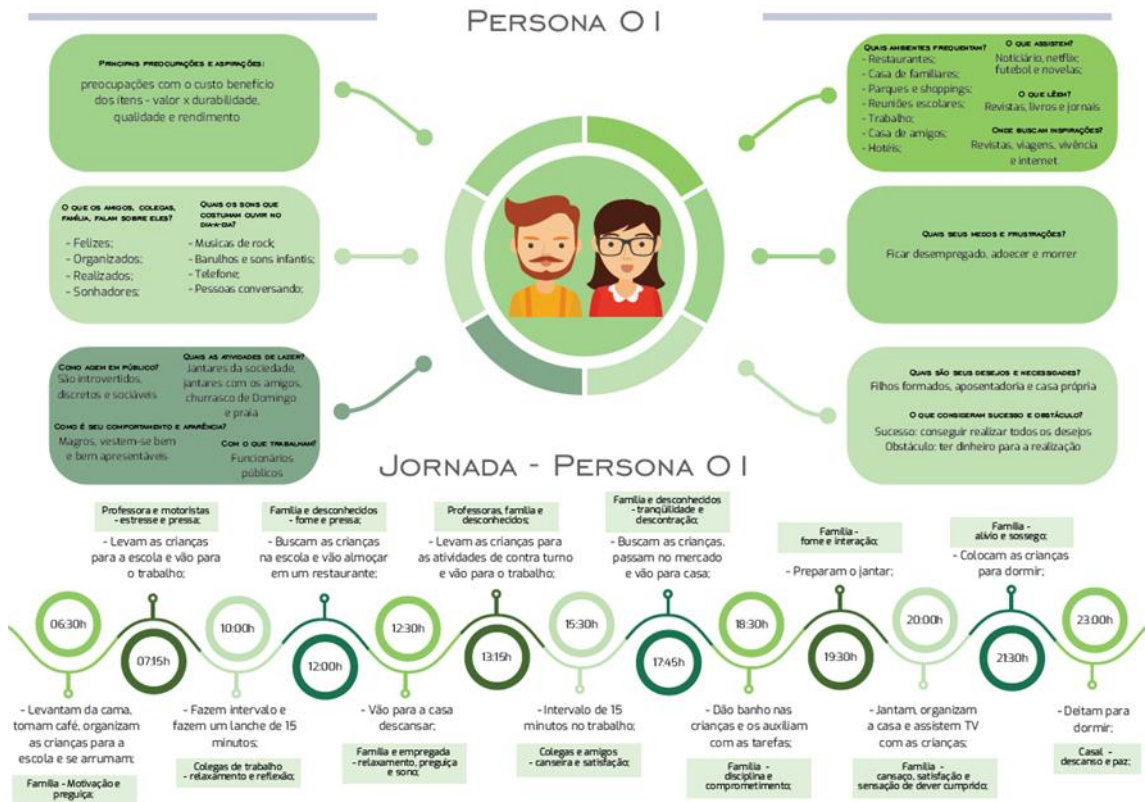 PERSONA 01
PRINCIPAIS PREOCUPAÇÕES E ASPIRAÇÕES:
preocupações com o custo benefício
dos ítens - valor x durabilidade,
qualidade e rendimento
O QUE OS AMIGOS, COLEGAS,
FAMÍLIA, FALAM SOBRE ELES?
- Felizes;
- Organizados;
- Realizados;
- Sonhadores;
QUAIS OS SONS QUE
COSTUMAM OUVIR NO
DIA-A-DIA?
- Musicas de rock;
- Barulhos e sons infantis;
- Telefone;
- Pessoas conversando;
COMO AGEM EM PÚBLICO?
São introvertidos,
discretos e sociáveis
QUAIS AS ATIVIDADES DE LAZER?
Jantares da sociedade,
jantares com os amigos,
churrasco de Domingo
e praia
COMO É SEU COMPORTAMENTO E APARÊNCIA?
Magros, vestem-se bem
e bem apresentáveis
COM O QUE TRABALHAM?
Funcionários
públicos
QUAIS AMBIENTES FREQUENTAM?
- Restaurantes;
- Casa de familiares;
- Parques e shoppings;
- Reuniões escolares;
- Trabalho;
- Casa de amigos;
- Hotéis;
O QUE ASSISTEM?
Noticiário, netflix;
futebol e novelas;
O QUE LÊEM?
Revistas, livros e jornais
ONDE BUSCAM INSPIRAÇÕES?
Revistas, viagens, vivência
e internet.
QUAIS SEUS MEDOS E FRUSTRAÇÕES?
Ficar desempregado, adoecer e morrer
QUAIS SÃO SEUS DESEJOS E NECESSIDADES?
Filhos formados, aposentadoria e casa própria
O QUE CONSIDERAM SUCESSO E OBSTÁCULO?
Sucesso: conseguir realizar todos os desejos
Obstáculo: ter dinheiro para a realização
JORNADA - PERSONA 01
Professora e motoristas
- estresse e pressa;
- Levam as crianças
para a escola e vão para
o trabalho;
Família e desconhecidos
- fome e pressa;
- Buscam as crianças
na escola e vão almoçar
em um restaurante;
Professoras, família e
desconhecidos;
- Levam as crianças para
as atividades de contra turno
e vão para o trabalho;
Família e desconhecidos
- tranqüilidade e
descontração;
- Buscam as crianças,
passam no mercado
e vão para casa;
Família -
fome e interação;
- Preparam o jantar;
Família -
alívio e sossego;
- Colocam as crianças
para dormir;
06:30h
07:15h
10:00h
12:00h
12:30h
13:15h
15:30h
17:45h
18:30h
19:30h
20:00h
21:30h
23:00h
- Levantam da cama,
tomam café, organizam
as crianças para a
escola e se arrumam;
Família - Motivação e
preguiça;
- Fazem intervalo e
fazem um lanche de 15
minutos;
Colegas de trabalho
- relaxamento e reflexão;
- Vão para a casa
descansar;
Família e empregada
- relaxamento, preguiça
e sono;
- Intervalo de 15
minutos no trabalho;
Colegas e amigos
- canseira e satisfação;
- Dão banho nas
crianças e os auxiliam
com as tarefas;
Família -
disciplina e
comprometimento;
- Jantam, organizam
a casa e assistem TV
com as crianças;
Família -
cansaço, satisfação e
sensação de dever cumprido;
- Deitam para
dormir;
Casal -
descanso e paz;